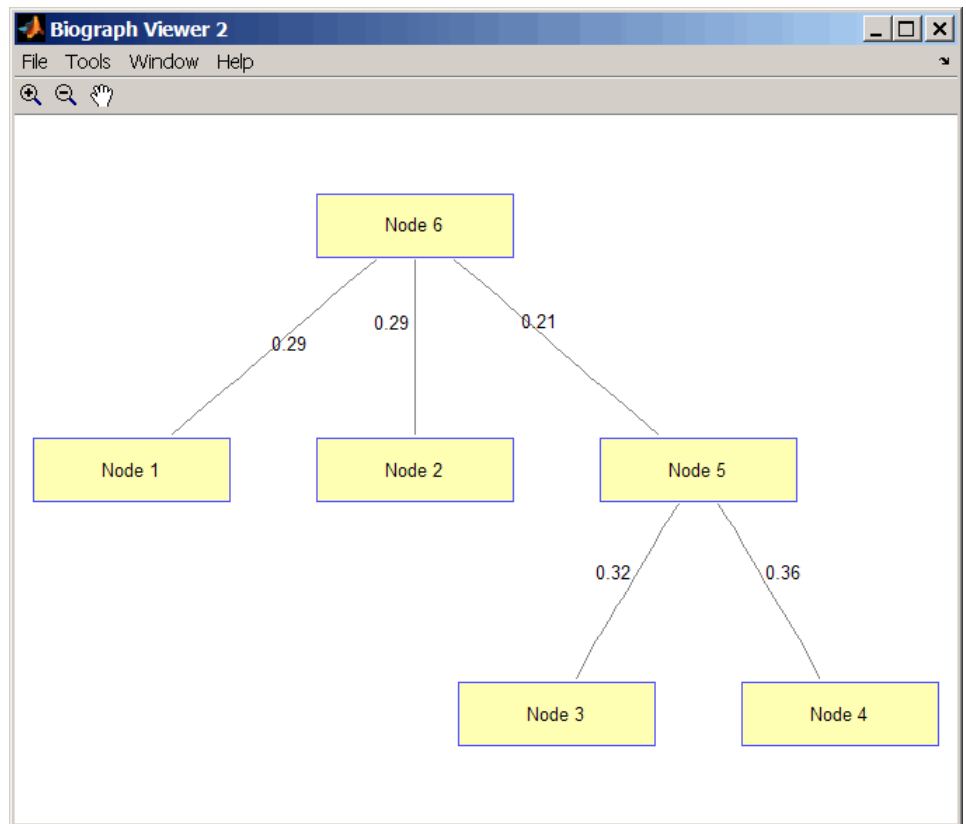 Biograph Viewer 2
File Tools Window Help
Node 6
0.29 0.29 0.21
Node 1 Node 2 Node 5
0.32 0.36
Node 3 Node 4